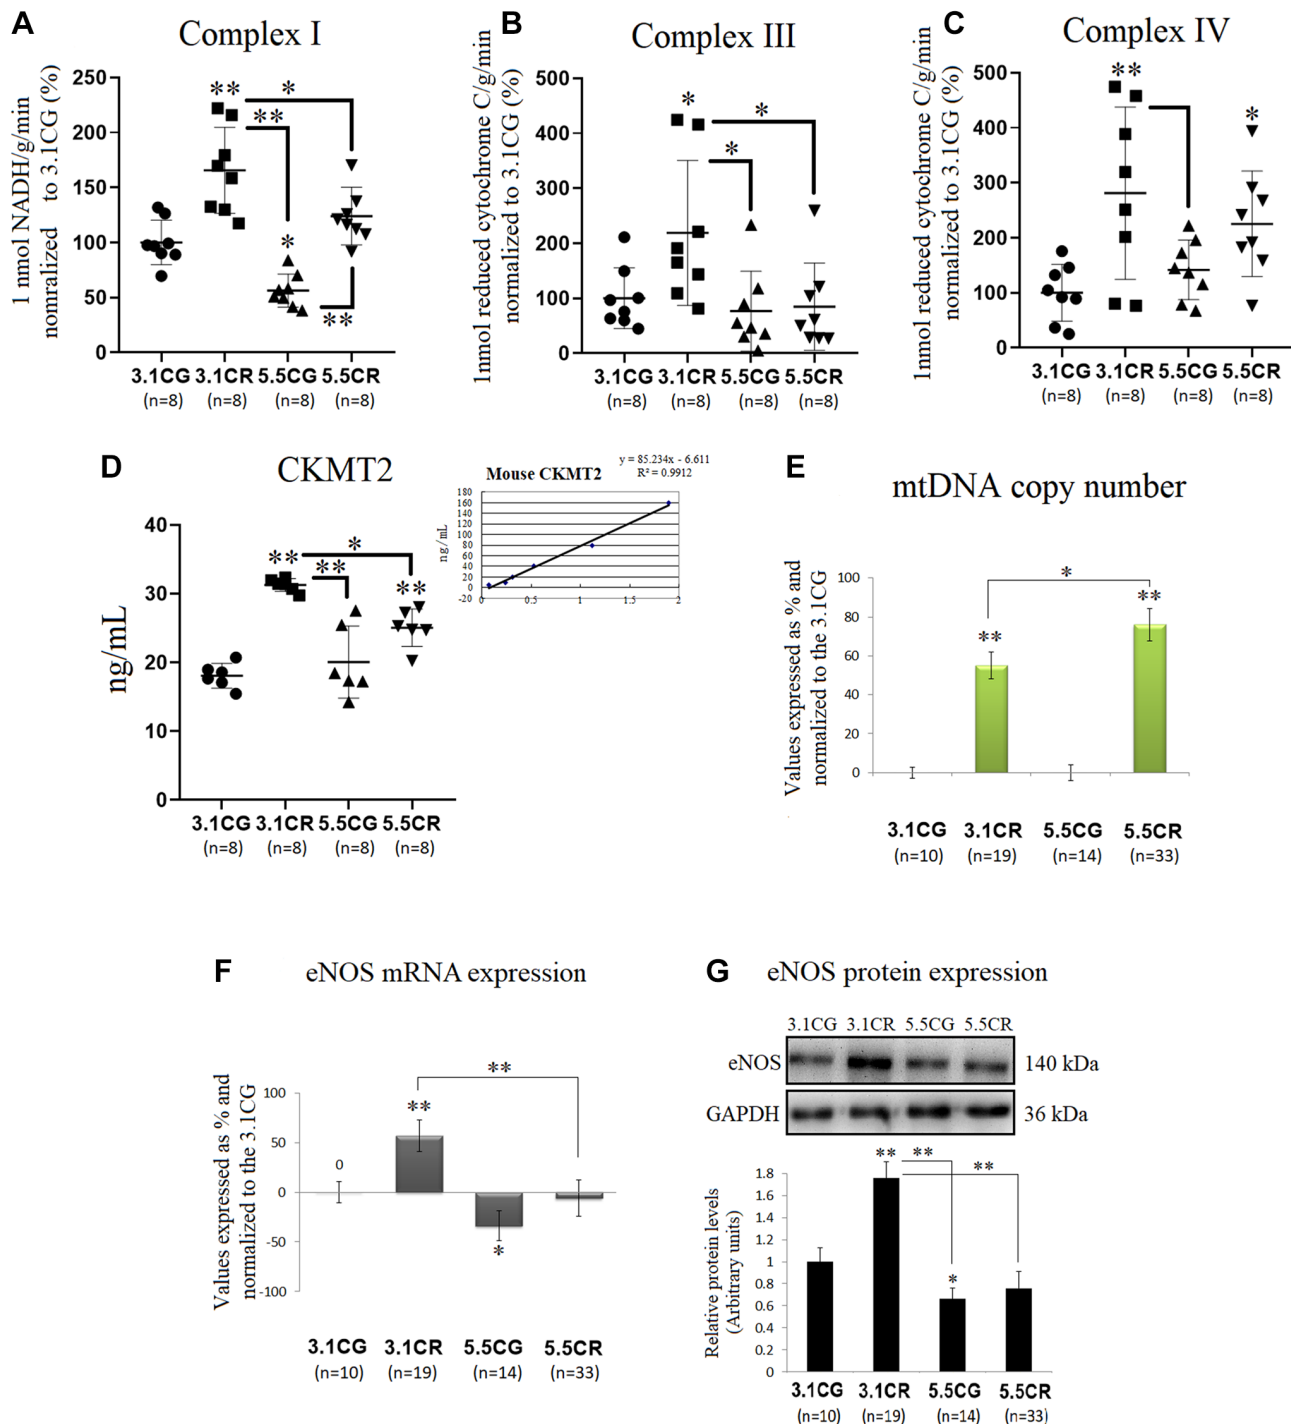 A
Complex I
1 nmol NADH/g/min
nomralized to 3.1CG (%)
250
200
150
100
50
0
**
*
**
*
**
3.1CG 3.1CR 5.5CG 5.5CR
(n=8) (n=8) (n=8) (n=8)
B
Complex III
1nmol reduced cytochrome C/g/min
normalized to 3.1CG (%)
500
400
300
200
100
0
*
*
*
3.1CG 3.1CR 5.5CG 5.5CR
(n=8) (n=8) (n=8) (n=8)
C
Complex IV
1nmol reduced cytochrome C/g/min
normalized to 3.1CG (%)
500
400
300
200
100
0
**
*
3.1CG 3.1CR 5.5CG 5.5CR
(n=8) (n=8) (n=8) (n=8)
D
CKMT2
ng/mL
40
30
20
10
0
**
*
**
**
3.1CG 3.1CR 5.5CG 5.5CR
(n=8) (n=8) (n=8) (n=8)
Mouse CKMT2
y = 85.234x - 6.611
R² = 0.9912
ng/mL
180
160
140
120
100
80
60
40
20
0
-20
0 0.5 1 1.5 2
E
mtDNA copy number
Values expressed as % and
normalized to the 3.1CG
100
80
60
40
20
0
*
**
**
3.1CG 3.1CR 5.5CG 5.5CR
(n=10) (n=19) (n=14) (n=33)
F
eNOS mRNA expression
Values expressed as % and
normalized to the 3.1CG
100
50
0
-50
-100
0
**
**
*
3.1CG 3.1CR 5.5CG 5.5CR
(n=10) (n=19) (n=14) (n=33)
G
eNOS protein expression
3.1CG 3.1CR 5.5CG 5.5CR
eNOS 140 kDa
GAPDH 36 kDa
Relative protein levels
(Arbitrary units)
1.8
1.6
1.4
1.2
1
0.8
0.6
0.4
0.2
0
** **
**
*
3.1CG 3.1CR 5.5CG 5.5CR
(n=10) (n=19) (n=14) (n=33)